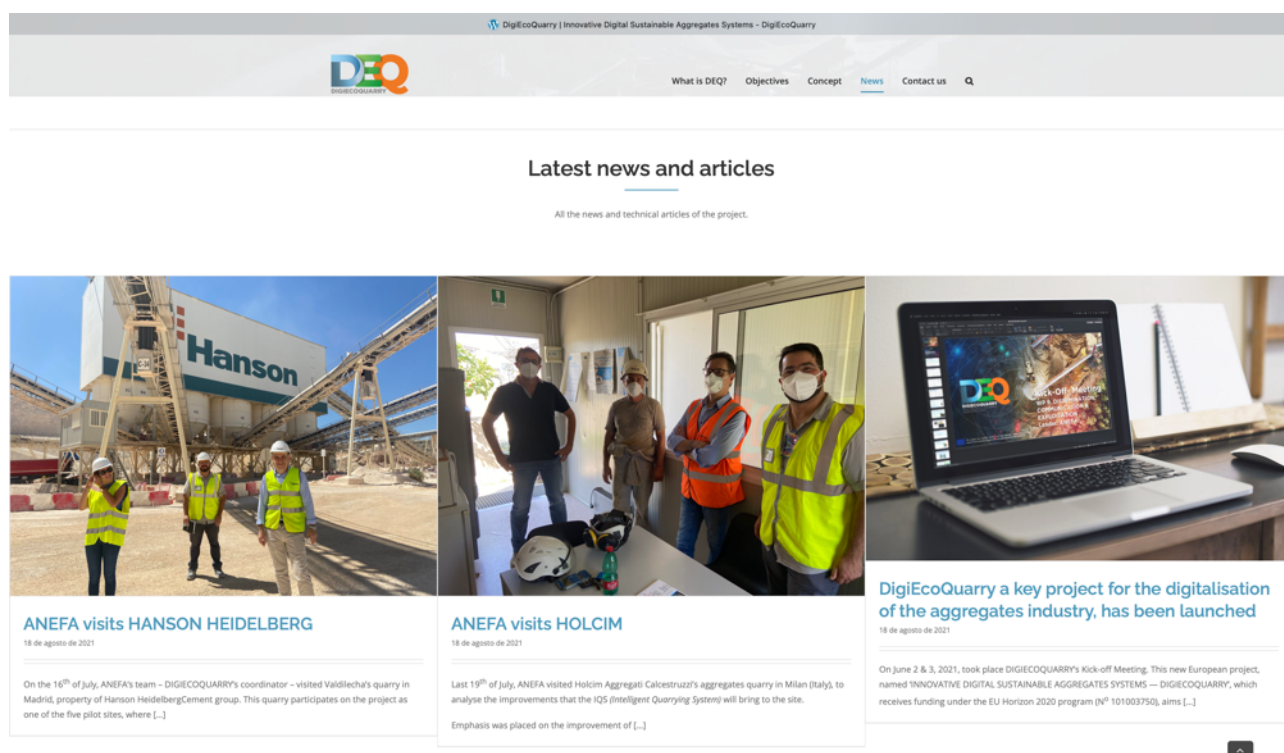 DigiEcoQuarry | Innovative Digital Sustainable Aggregates Systems - DigiEcoQuarry
DEQ
DIGIECOQUARRY
What is DEQ? Objectives Concept News Contact us
Latest news and articles
All the news and technical articles of the project.
Hanson
DEQ
DIGIECOQUARRY
Kick-Off-Meeting
ANEFA visits HANSON HEIDELBERG
18 de agosto de 2021
On the 16th of July, ANEFA's team – DIGIECOQUARRY's coordinator – visited Valdilecha's quarry in
Madrid, property of Hanson HeidelbergCement group. This quarry participates on the project as
one of the five pilot sites, where [...]
ANEFA visits HOLCIM
18 de agosto de 2021
Last 19th of July, ANEFA visited Holcim Aggregati Calcestruzzi's aggregates quarry in Milan (Italy), to
analyse the improvements that the IQS (Intelligent Quarrying System) will bring to the site.
Emphasis was placed on the improvement of [...]
DigiEcoQuarry a key project for the digitalisation
of the aggregates industry, has been launched
18 de agosto de 2021
On June 2 & 3, 2021, took place DIGIECOQUARRY's Kick-off Meeting. This new European project,
named 'INNOVATIVE DIGITAL SUSTAINABLE AGGREGATES SYSTEMS — DIGIECOQUARRY', which
receives funding under the EU Horizon 2020 program (Nº 101003750), aims [...]